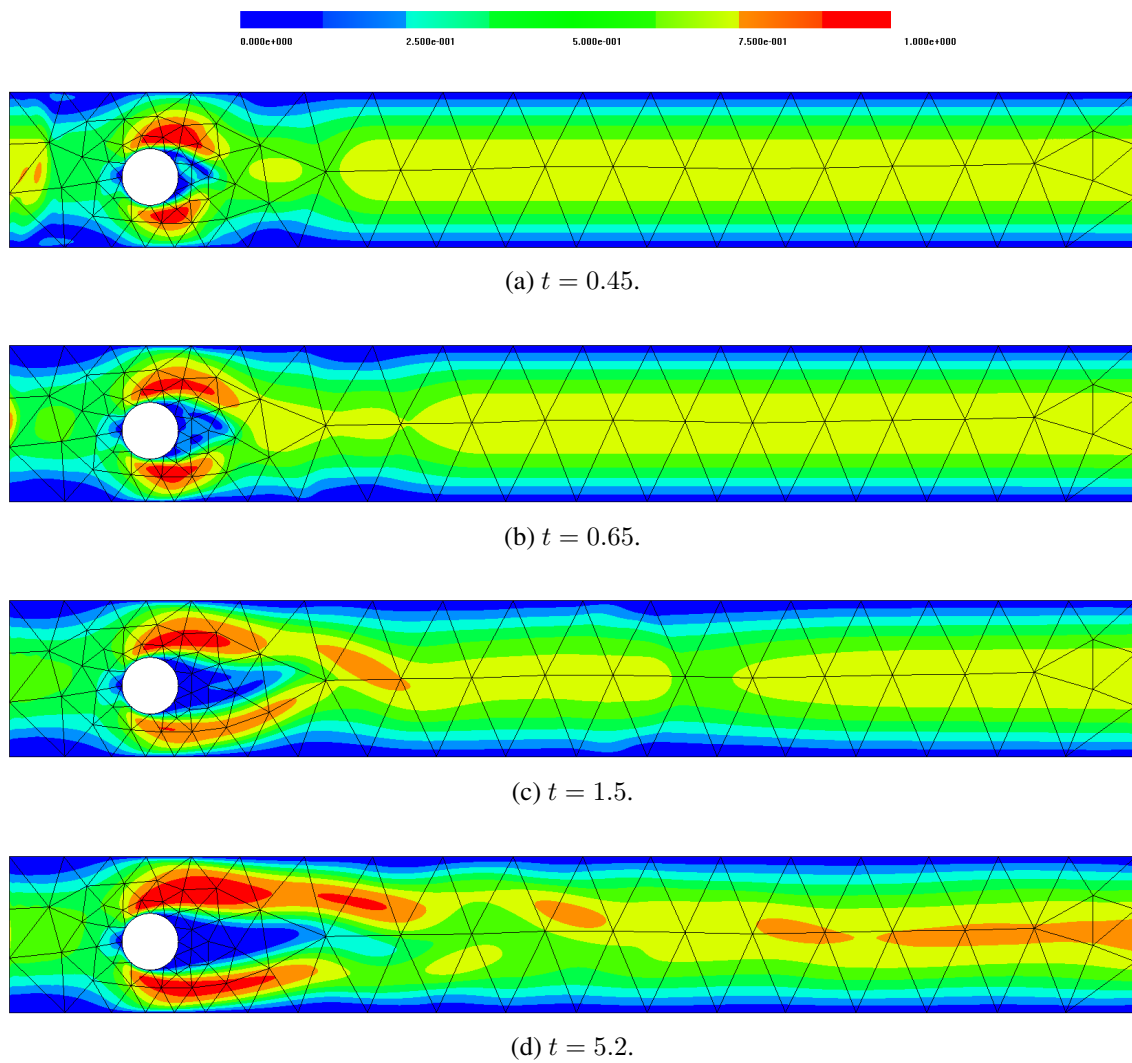 0.000e+000 2.500e-001 5.000e-001 7.500e-001 1.000e+000
(a) t = 0.45.
(b) t = 0.65.
(c) t = 1.5.
(d) t = 5.2.